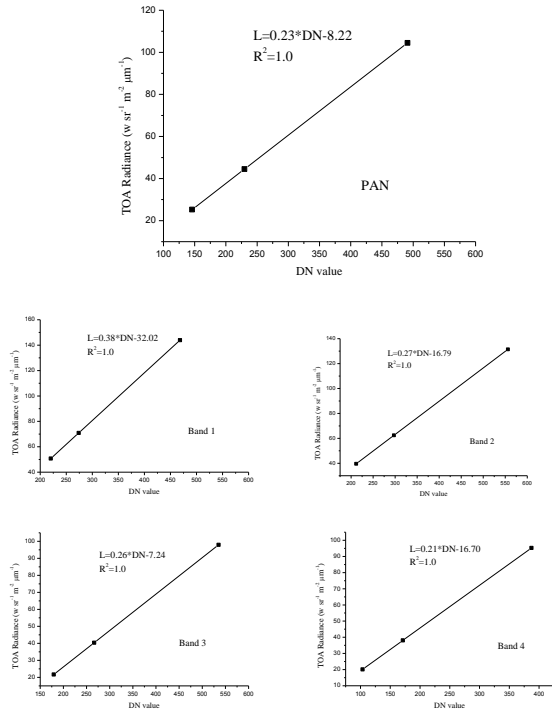 120
100
80
60
40
20
TOA Radiance (w sr-1 m-2 μm-1)
L=0.23*DN-8.22
R2=1.0
PAN
100 150 200 250 300 350 400 450 500 550 600
DN value
160
140
120
100
80
60
40
TOA Radiance (w sr-1 m-2 μm-1)
L=0.38*DN-32.02
R2=1.0
Band 1
200 250 300 350 400 450 500 550 600
DN value
140
120
100
80
60
40
TOA Radiance (w sr-1 m-2 μm-1)
L=0.27*DN-16.79
R2=1.0
Band 2
200 250 300 350 400 450 500 550 600
DN value
100
90
80
70
60
50
40
30
20
TOA Radiance (w sr-1 m-2 μm-1)
L=0.26*DN-7.24
R2=1.0
Band 3
150 200 250 300 350 400 450 500 550 600
DN value
100
90
80
70
60
50
40
30
20
10
TOA Radiance (w sr-1 m-2 μm-1)
L=0.21*DN-16.70
R2=1.0
Band 4
100 200 300 400
DN value